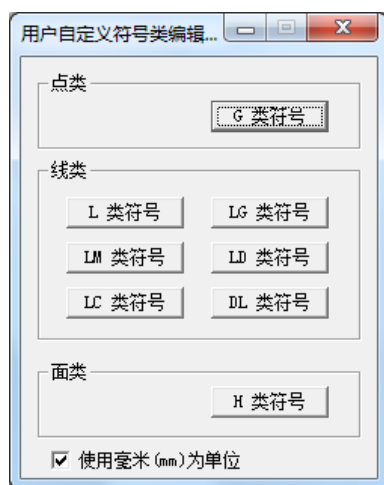 用户自定义符号类编辑...
点类
G 类符号
线类
L 类符号 LG 类符号
LM 类符号 LD 类符号
LC 类符号 DL 类符号
面类
H 类符号
使用毫米(mm)为单位